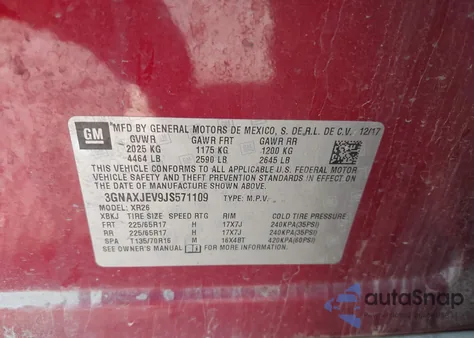 GM
MFD BY GENERAL MOTORS DE MEXICO, S. DE,R.L. DE C.V. 12/17
GVWR GAWR FRT GAWR RR
2025 KG 1175 KG 1200 KG
4464 LB 2590 LB 2645 LB
THIS VEHICLE CONFORMS TO ALL APPLICABLE U.S. FEDERAL MOTOR
VEHICLE SAFETY AND THEFT PREVENTION STANDARDS IN EFFECT ON THE
DATE OF MANUFACTURE SHOWN ABOVE.
3GNAXJEV9JS571109 TYPE: M.P.V.
MODEL: XR26
XBKJ TIRE SIZE SPEED RTG RIM COLD TIRE PRESSURE
FRT 225/65R17 H 17X7J 240KPA(35PSI)
RR 225/65R17 H 17X7J 240KPA(35PSI)
SPA T135/70R16 M 16X4BT 420KPA(60PSI)
SEE OWNER'S MANUAL FOR MORE INFORMATION.
autoSnap